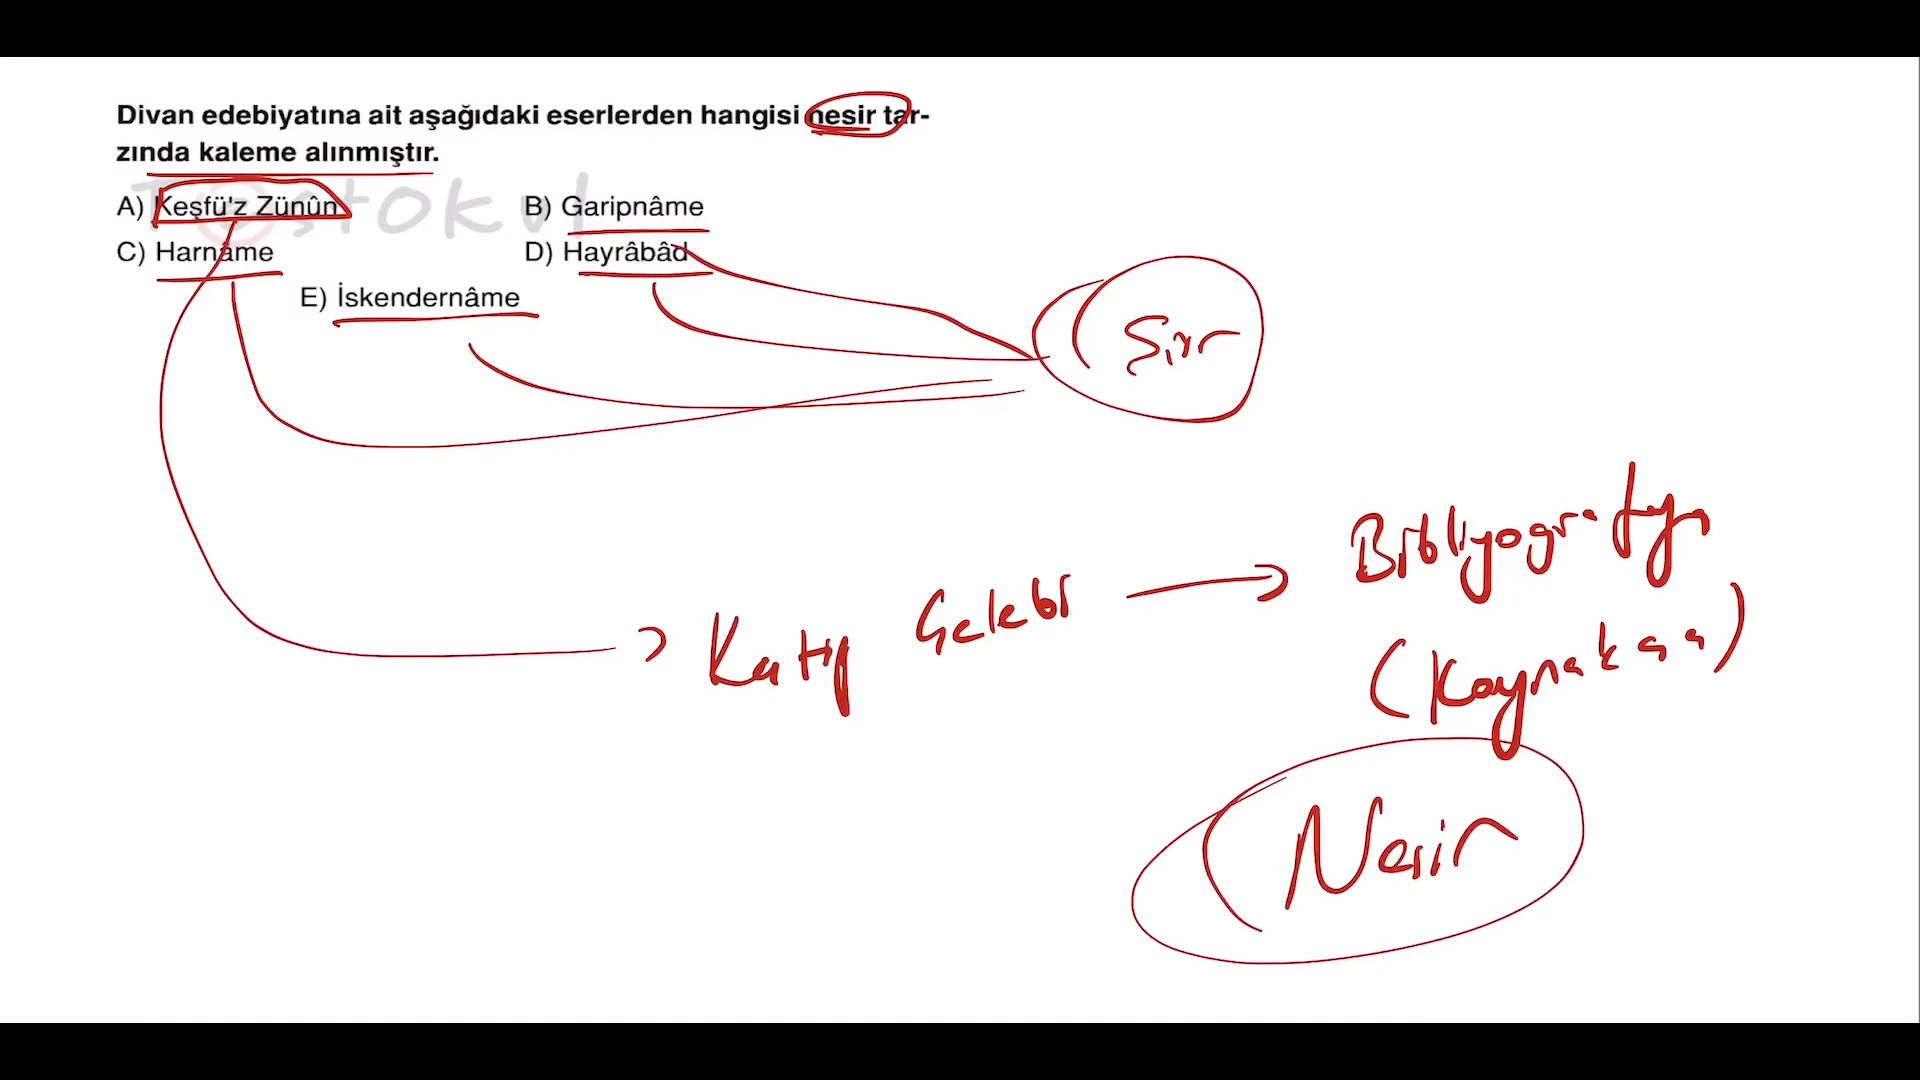 Divan edebiyatına ait aşağıdaki eserlerden hangisi nesir tar-
zında kaleme alınmıştır.
TestOkul
A) Keşfü'z Zünûn
B) Garipnâme
C) Harnâme
D) Hayrâbâd
E) İskendernâme
Şiir
Katip Çelebi → Bibliyografya
(Kaynakça)
Nesir